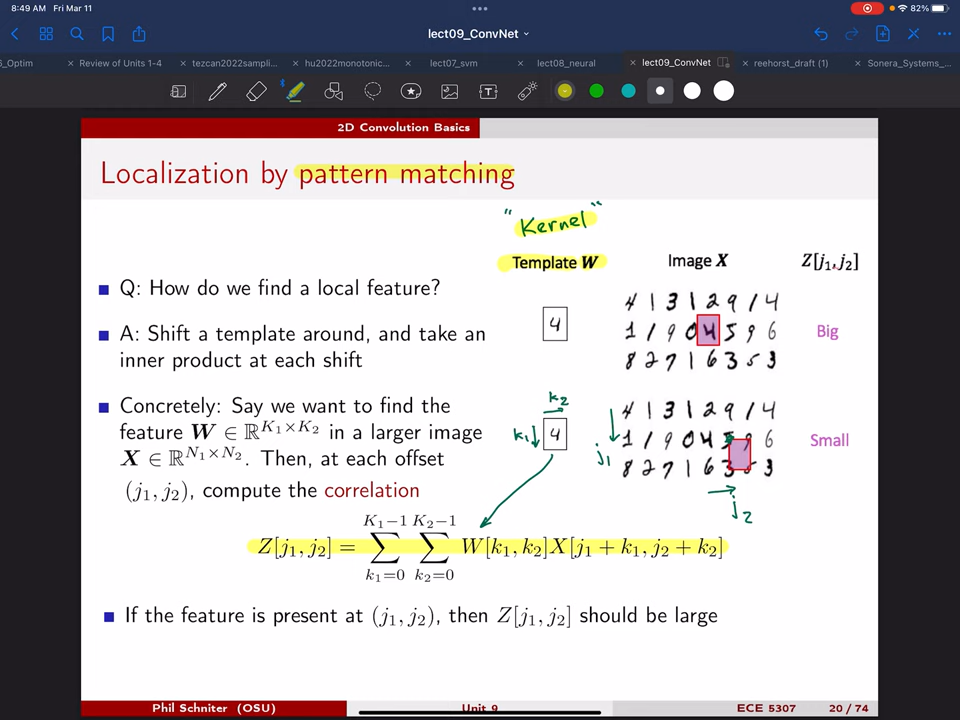 8:49 AM Fri Mar 11
82%
lect09_ConvNet
6_Optim
Review of Units 1-4
tezcan2022sampli...
hu2022monotonic...
lect07_svm
lect08_neural
lect09_ConvNet
reehorst_draft (1)
Sonera_Systems_
2D Convolution Basics
Localization by pattern matching
"Kernel"
Template W
Image X
Z[j₁, j₂]
Q: How do we find a local feature?
A: Shift a template around, and take an
inner product at each shift
4
4 1 3 1 2 9 1 4
1 1 9 0 4 5 9 6
8 2 7 1 6 3 5 3
Big
Concretely: Say we want to find the
feature W ∈ ℝ^{K₁×K₂} in a larger image
X ∈ ℝ^{N₁×N₂}. Then, at each offset
(j₁, j₂), compute the correlation
k₂
k₁
4
j₁
4 1 3 1 2 9 1 4
1 1 9 0 4 5 9 6
8 2 7 1 6 3 5 3
j₂
Small
Z[j₁, j₂] = ∑_{k₁=0}^{K₁−1} ∑_{k₂=0}^{K₂−1} W[k₁, k₂]X[j₁ + k₁, j₂ + k₂]
If the feature is present at (j₁, j₂), then Z[j₁, j₂] should be large
Phil Schniter (OSU)
Unit 9
ECE 5307
20 / 74